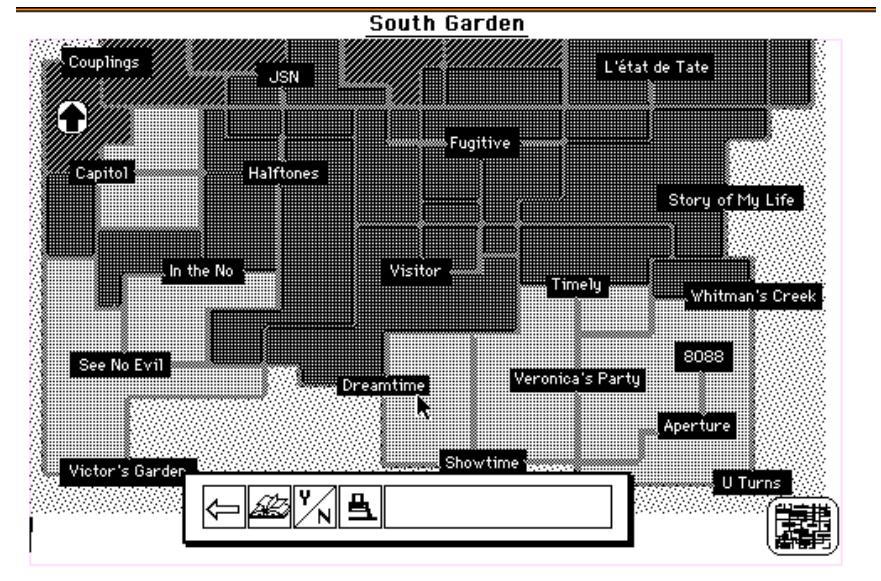 South Garden
Couplings
JSN
L'état de Tate
Fugitive
Capitol
Halftones
Story of My Life
In the No
Visitor
Timely
Whitman's Creek
See No Evil
8088
Dreamtime
Veronica's Party
Aperture
Showtime
Victor's Garden
U Turns
Y/N